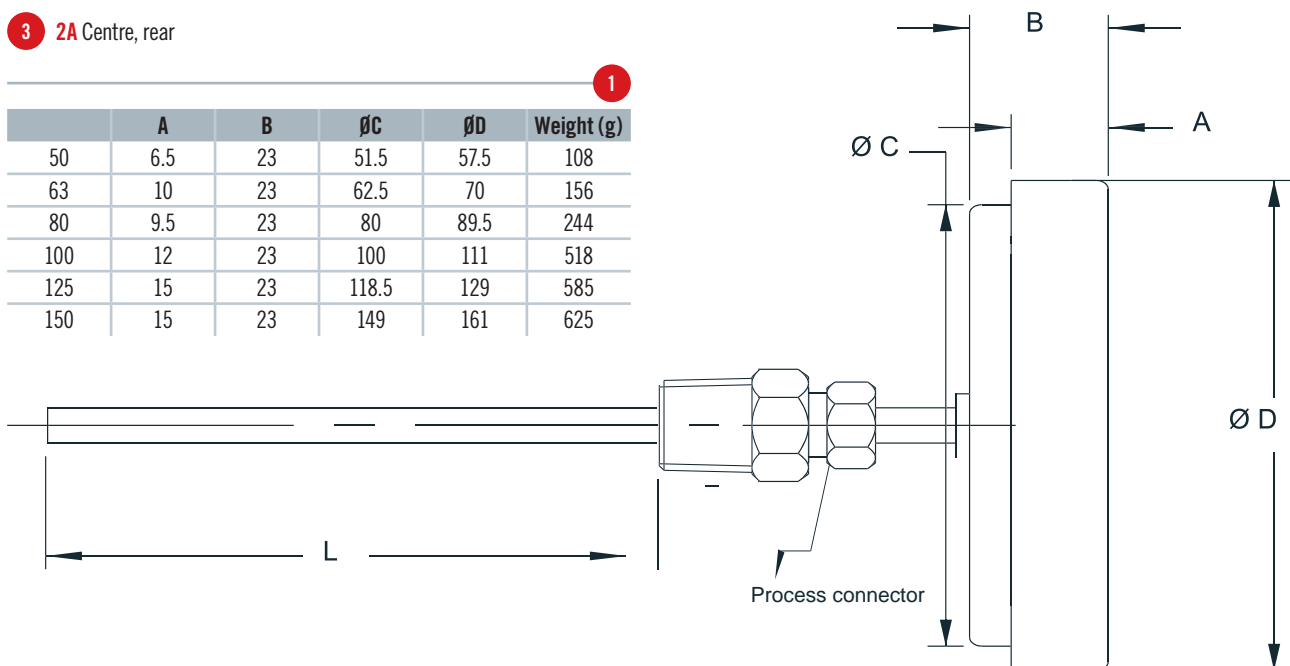 3 2A Centre, rear
1
A B ØC ØD Weight (g)
50 6.5 23 51.5 57.5 108
63 10 23 62.5 70 156
80 9.5 23 80 89.5 244
100 12 23 100 111 518
125 15 23 118.5 129 585
150 15 23 149 161 625
B
A
Ø C
Ø D
L
Process connector